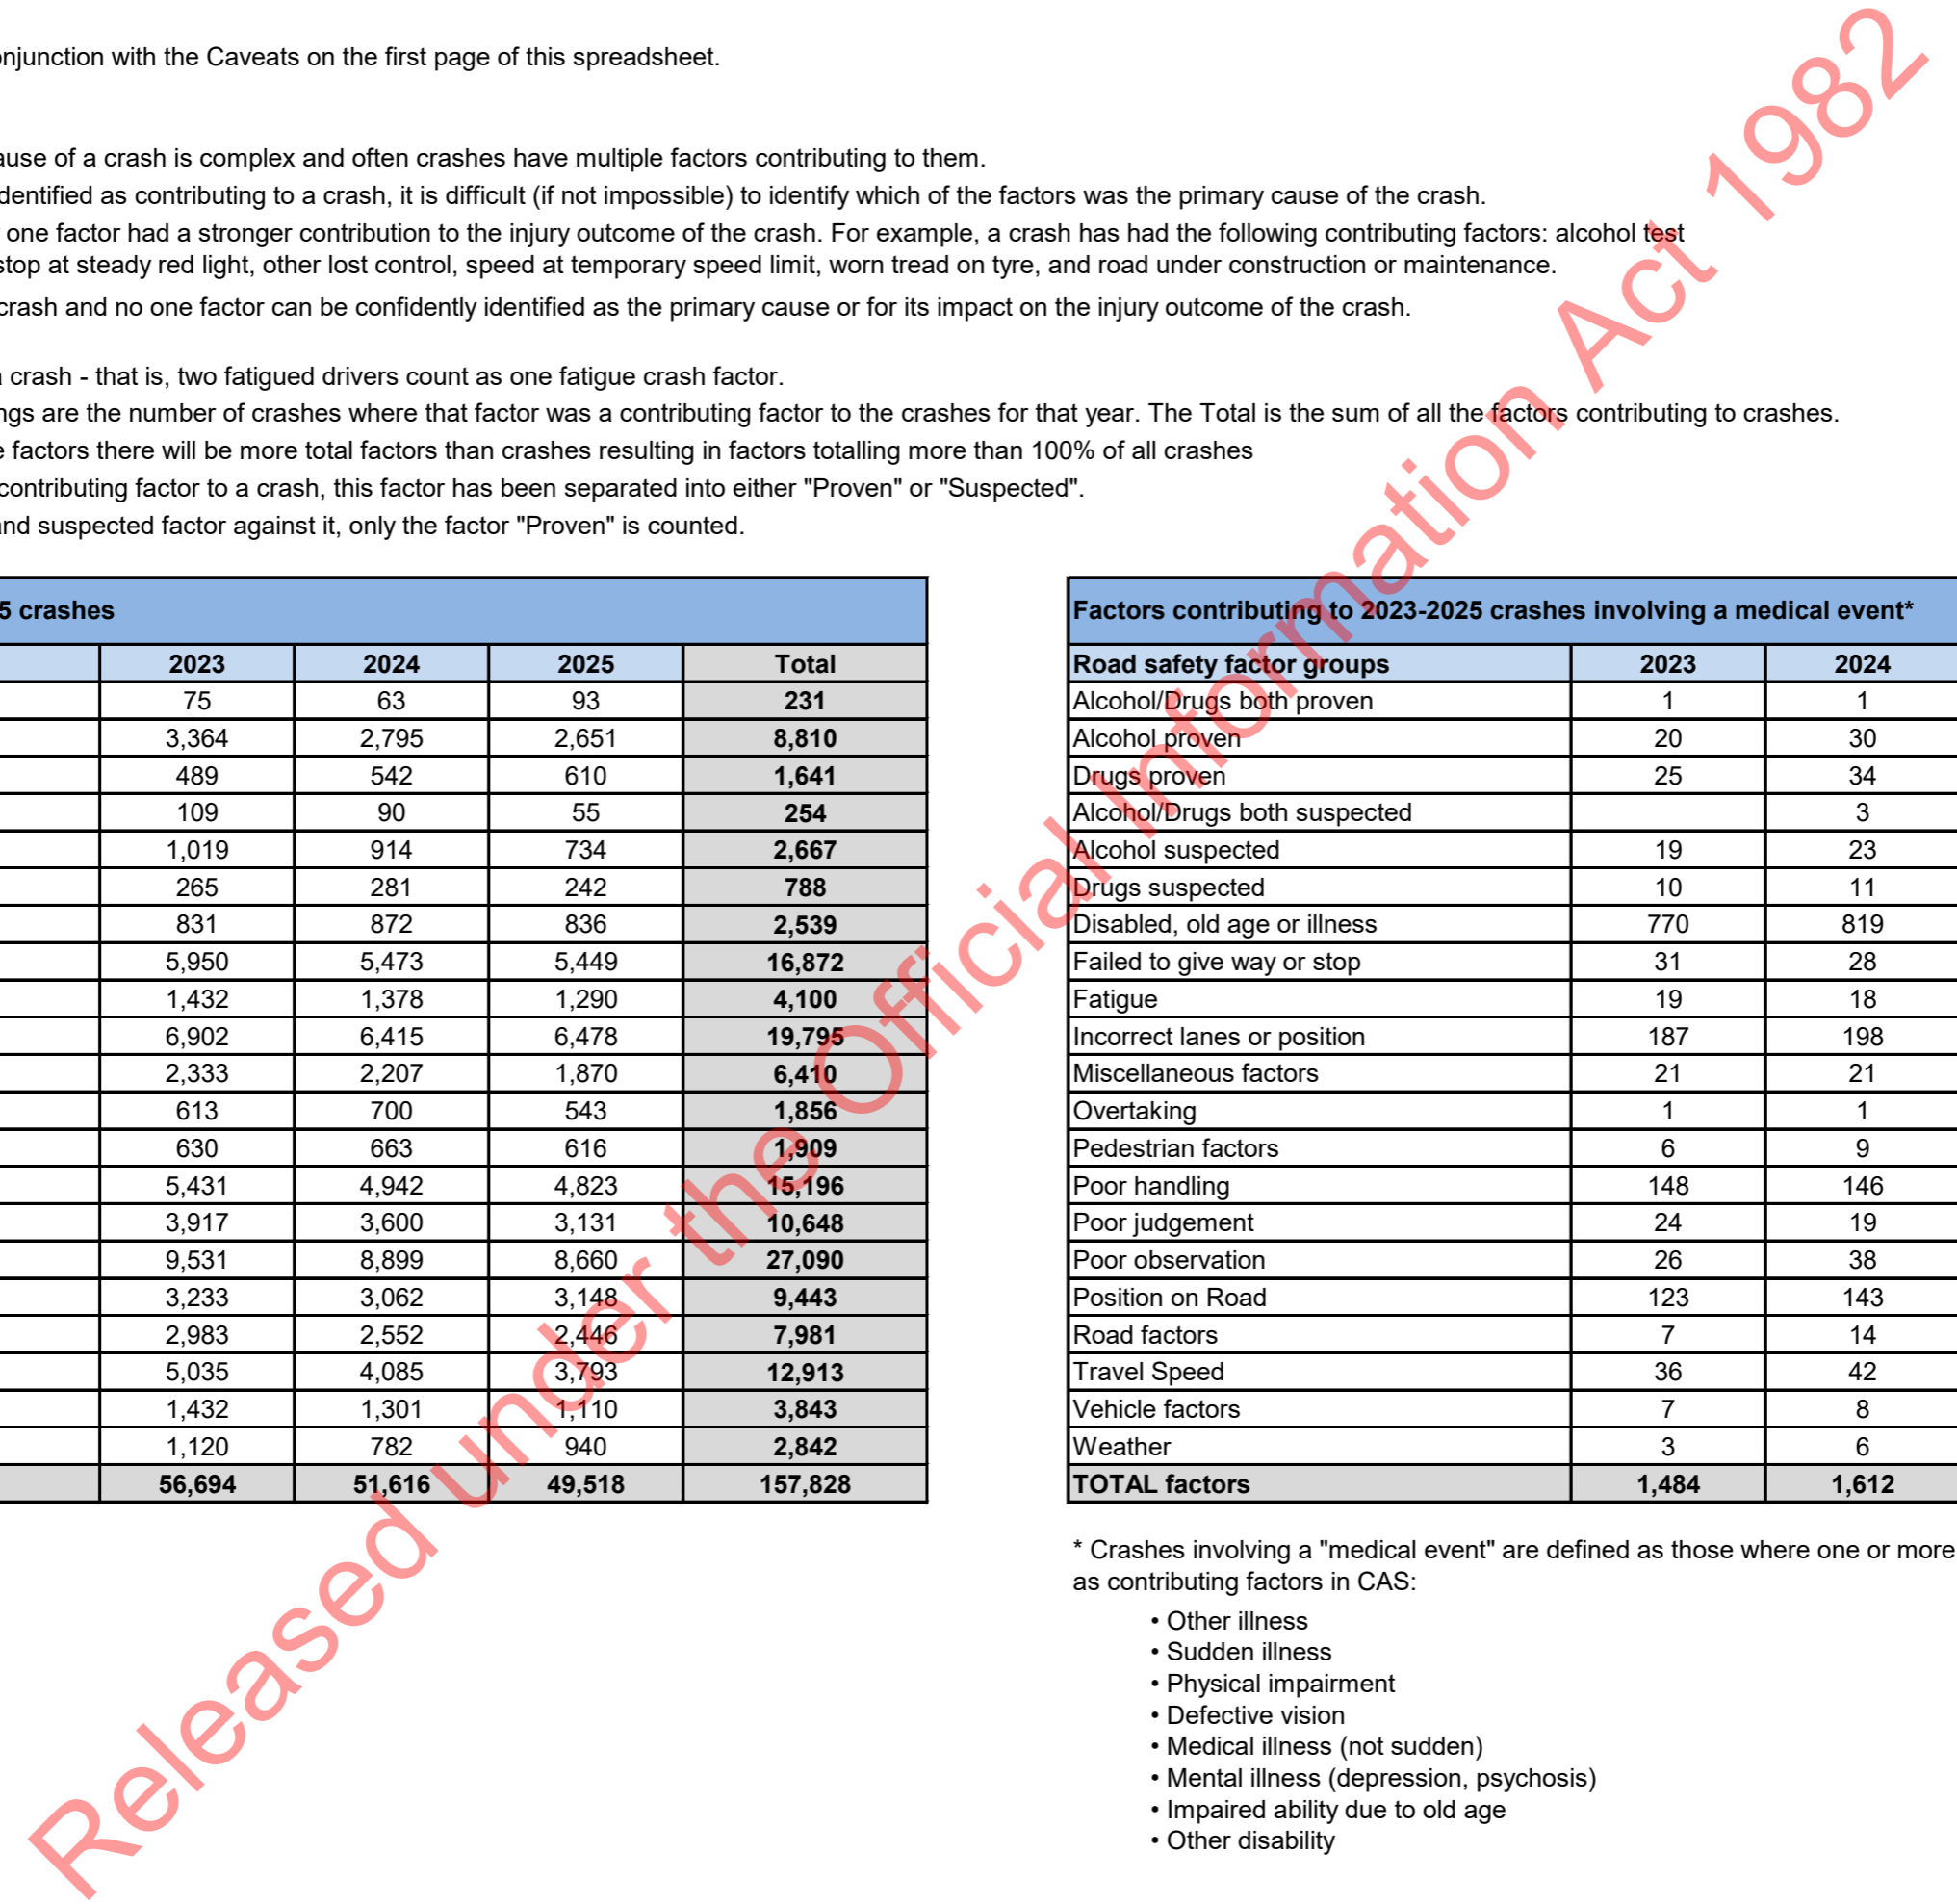 onjunction with the Caveats on the first page of this spreadsheet.
ause of a crash is complex and often crashes have multiple factors contributing to them.
dentified as contributing to a crash, it is difficult (if not impossible) to identify which of the factors was the primary cause of the crash.
one factor had a stronger contribution to the injury outcome of the crash. For example, a crash has had the following contributing factors: alcohol test
stop at steady red light, other lost control, speed at temporary speed limit, worn tread on tyre, and road under construction or maintenance.
crash and no one factor can be confidently identified as the primary cause or for its impact on the injury outcome of the crash.
a crash - that is, two fatigued drivers count as one fatigue crash factor.
ngs are the number of crashes where that factor was a contributing factor to the crashes for that year. The Total is the sum of all the factors contributing to crashes.
e factors there will be more total factors than crashes resulting in factors totalling more than 100% of all crashes
contributing factor to a crash, this factor has been separated into either "Proven" or "Suspected".
and suspected factor against it, only the factor "Proven" is counted.
5 crashes
2023 2024 2025 Total
75 63 93 231
3,364 2,795 2,651 8,810
489 542 610 1,641
109 90 55 254
1,019 914 734 2,667
265 281 242 788
831 872 836 2,539
5,950 5,473 5,449 16,872
1,432 1,378 1,290 4,100
6,902 6,415 6,478 19,795
2,333 2,207 1,870 6,410
613 700 543 1,856
630 663 616 1,909
5,431 4,942 4,823 15,196
3,917 3,600 3,131 10,648
9,531 8,899 8,660 27,090
3,233 3,062 3,148 9,443
2,983 2,552 2,446 7,981
5,035 4,085 3,793 12,913
1,432 1,301 1,110 3,843
1,120 782 940 2,842
56,694 51,616 49,518 157,828
Factors contributing to 2023-2025 crashes involving a medical event*
Road safety factor groups 2023 2024
Alcohol/Drugs both proven 1 1
Alcohol proven 20 30
Drugs proven 25 34
Alcohol/Drugs both suspected 3
Alcohol suspected 19 23
Drugs suspected 10 11
Disabled, old age or illness 770 819
Failed to give way or stop 31 28
Fatigue 19 18
Incorrect lanes or position 187 198
Miscellaneous factors 21 21
Overtaking 1 1
Pedestrian factors 6 9
Poor handling 148 146
Poor judgement 24 19
Poor observation 26 38
Position on Road 123 143
Road factors 7 14
Travel Speed 36 42
Vehicle factors 7 8
Weather 3 6
TOTAL factors 1,484 1,612
* Crashes involving a "medical event" are defined as those where one or more
as contributing factors in CAS:
• Other illness
• Sudden illness
• Physical impairment
• Defective vision
• Medical illness (not sudden)
• Mental illness (depression, psychosis)
• Impaired ability due to old age
• Other disability
Released under the Official Information Act 1982